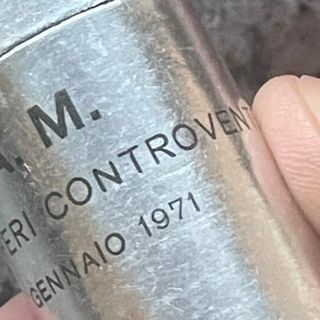 A. M.
ERI CONTROVENT
GENNAIO 1971